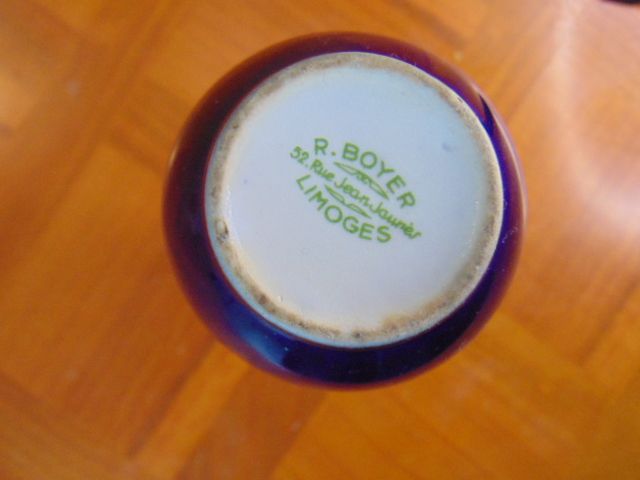 R. BOYER
52. Rue Jean Jaurès
LIMOGES